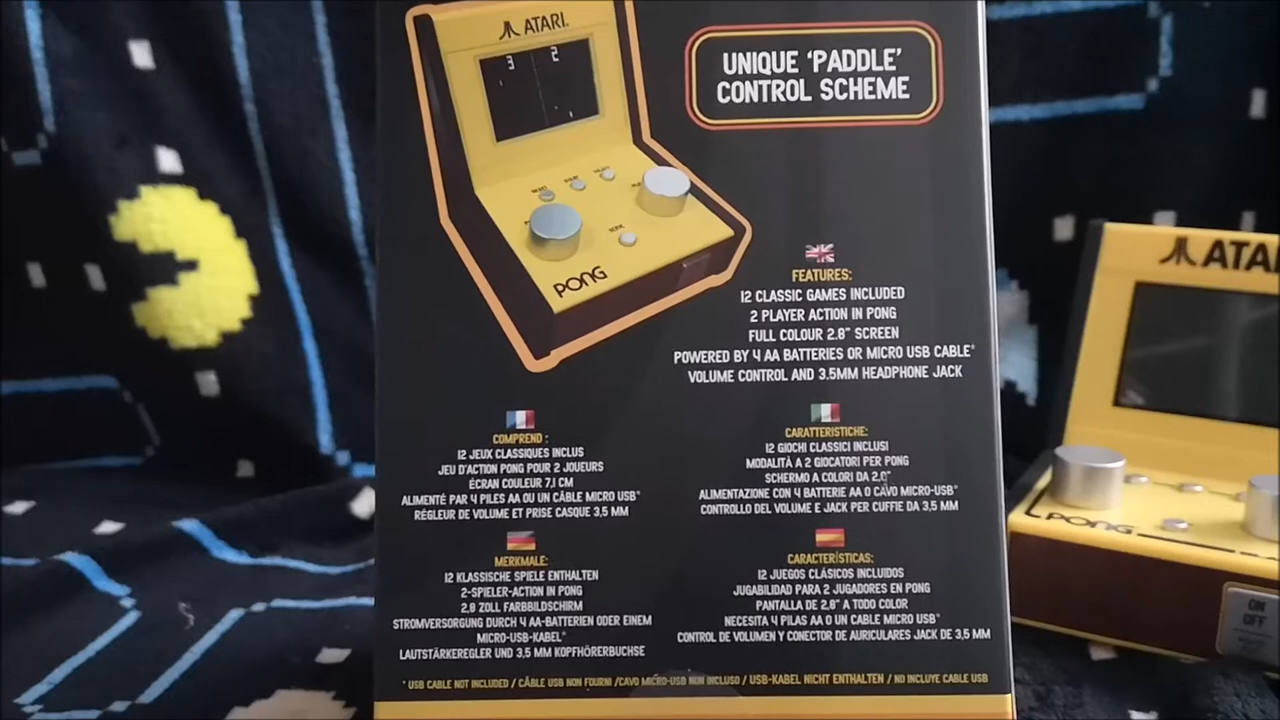 ATARI
3 2
UNIQUE 'PADDLE'
CONTROL SCHEME
PONG
FEATURES:
12 CLASSIC GAMES INCLUDED
2 PLAYER ACTION IN PONG
FULL COLOUR 2.8" SCREEN
POWERED BY 4 AA BATTERIES OR MICRO USB CABLE*
VOLUME CONTROL AND 3.5MM HEADPHONE JACK
COMPREND :
12 JEUX CLASSIQUES INCLUS
JEU D'ACTION PONG POUR 2 JOUEURS
ÉCRAN COULEUR 7,1 CM
ALIMENTÉ PAR 4 PILES AA OU UN CÂBLE MICRO USB*
RÉGLEUR DE VOLUME ET PRISE CASQUE 3,5 MM
CARATTERISTICHE:
12 GIOCHI CLASSICI INCLUSI
MODALITÀ A 2 GIOCATORI PER PONG
SCHERMO A COLORI DA 2.0"
ALIMENTAZIONE CON 4 BATTERIE AA O CAVO MICRO-USB*
CONTROLLO DEL VOLUME E JACK PER CUFFIE DA 3,5 MM
MERKMALE:
12 KLASSISCHE SPIELE ENTHALTEN
2-SPIELER-ACTION IN PONG
2,8 ZOLL FARBBILDSCHIRM
STROMVERSORGUNG DURCH 4 AA-BATTERIEN ODER EINEM
MICRO-USB-KABEL*
LAUTSTÄRKEREGLER UND 3,5 MM KOPFHÖRERBUCHSE
CARACTERÍSTICAS:
12 JUEGOS CLÁSICOS INCLUIDOS
JUGABILIDAD PARA 2 JUGADORES EN PONG
PANTALLA DE 2,8" A TODO COLOR
NECESITA 4 PILAS AA O UN CABLE MICRO USB*
CONTROL DE VOLUMEN Y CONECTOR DE AURICULARES JACK DE 3,5 MM
* USB CABLE NOT INCLUDED / CÂBLE USB NON FOURNI /CAVO MICRO-USB NON INCLUSO / USB-KABEL NICHT ENTHALTEN / NO INCLUYE CABLE USB
ATAI
PONG
ON
OFF